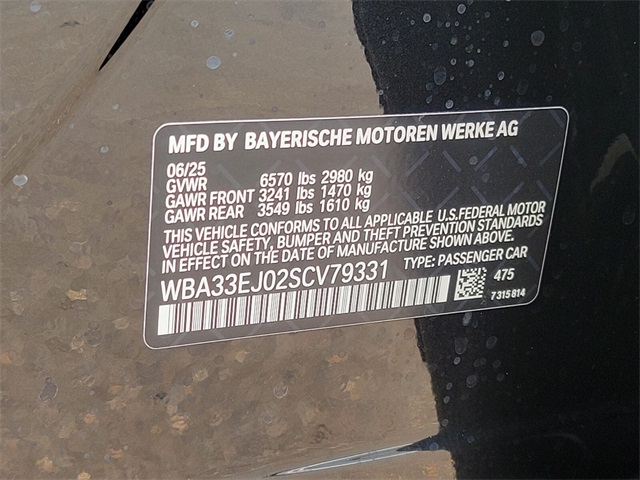 MFD BY BAYERISCHE MOTOREN WERKE AG
06/25
GVWR 6570 lbs 2980 kg
GAWR FRONT 3241 lbs 1470 kg
GAWR REAR 3549 lbs 1610 kg
THIS VEHICLE CONFORMS TO ALL APPLICABLE U.S.FEDERAL MOTOR
VEHICLE SAFETY, BUMPER AND THEFT PREVENTION STANDARDS
IN EFFECT ON THE DATE OF MANUFACTURE SHOWN ABOVE.
TYPE: PASSENGER CAR
WBA33EJ02SCV79331
475
7315814